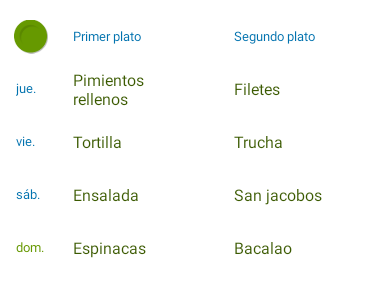 Primer plato Segundo plato
jue. Pimientos rellenos Filetes
vie. Tortilla Trucha
sáb. Ensalada San jacobos
dom. Espinacas Bacalao